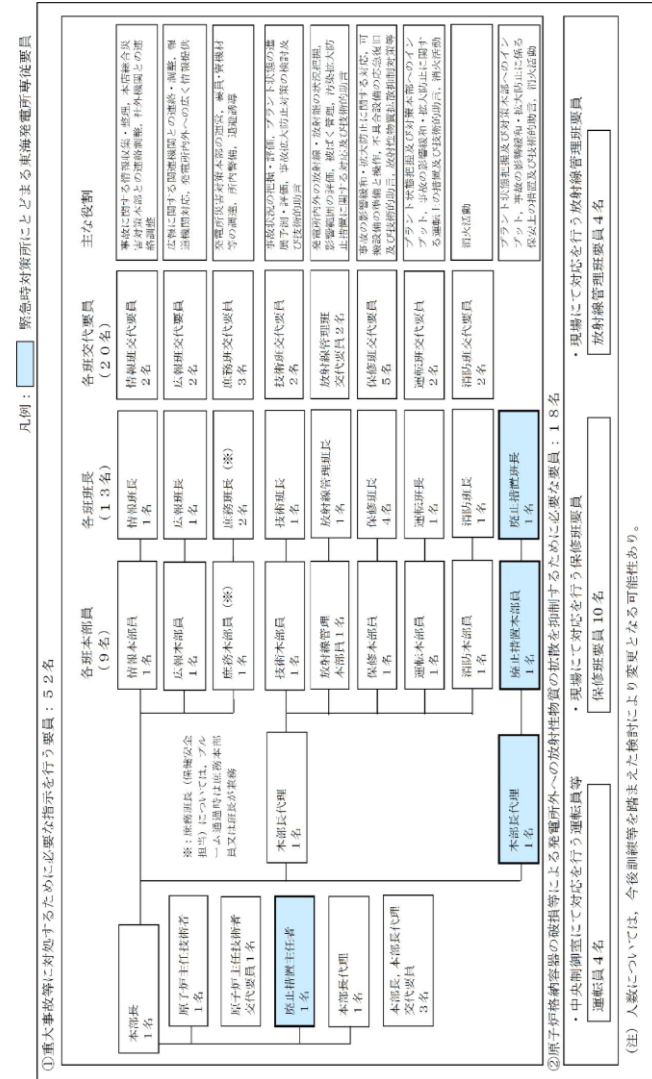 凡例：
緊急時対策所にとどまる東海発電所専従要員
①重大事故等に対処するために必要な指示を行う要員：52名
本部長
1名
原子炉主任技術者
1名
原子炉主任技術者
交代要員1名
廃止措置主任者
1名
本部長代理
1名
本部長，本部長代理
交代要員
3名
※：庶務班長（保健安全
担当）については，プル
ーム通過時は庶務本部
員又は班長が兼務
本部長代理
1名
本部長代理
1名
各班本部員
（9名）
情報本部員
1名
広報本部員
1名
庶務本部員（※）
1名
技術本部員
1名
放射線管理
本部員1名
保修本部員
1名
運転本部員
1名
消防本部員
1名
廃止措置本部員
1名
各班班長
（13名）
情報班長
1名
広報班長
1名
庶務班長（※）
2名
技術班長
1名
放射線管理班長
1名
保修班長
4名
運転班長
1名
消防班長
1名
廃止措置班長
1名
各班交代要員
（20名）
情報班交代要員
2名
広報班交代要員
2名
庶務班交代要員
3名
技術班交代要員
2名
放射線管理班
交代要員2名
保修班交代要員
5名
運転班交代要員
2名
消防班交代要員
2名
主な役割
事故に関する情報収集・整理，本店総合災
害対策本部との連絡調整，社外機関との連
絡調整
広報に関する関連機関との連絡・調整，報
道機関対応，発電所内外への広く情報提供
発電所災害対策本部の運営，要員・資機材
等の調達，所内警備，退避誘導
事故状況の把握・評価，プラント状態の進
展予測・評価，事故拡大防止対策の検討及
び技術的助言
発電所内外の放射線・放射能の状況把握，
影響範囲の評価，被ばく管理，汚染拡大防
止措置に関する対応及び技術的助言
事故の影響緩和・拡大防止に関する対応，可
搬設備の準備と操作，不具合設備の応急復旧
及び技術的助言，放射性物質拡散抑制対策等
プラント状態把握及び対策本部へのイン
プット，事故の影響緩和・拡大防止に関す
る運転上の措置及び技術的助言，消火活動
消火活動
プラント状態把握及び対策本部へのイン
プット，事故の影響緩和・拡大防止に係る
保安上の措置及び技術的助言，消火活動
②原子炉格納容器の破損等による発電所外への放射性物質の拡散を抑制するために必要な要員：18名
・中央制御室にて対応を行う運転員等
運転員4名
・現場にて対応を行う保修班要員
保修班要員10名
・現場にて対応を行う放射線管理班要員
放射線管理班要員4名
（注）人数については，今後訓練等を踏まえた検討により変更となる可能性あり。